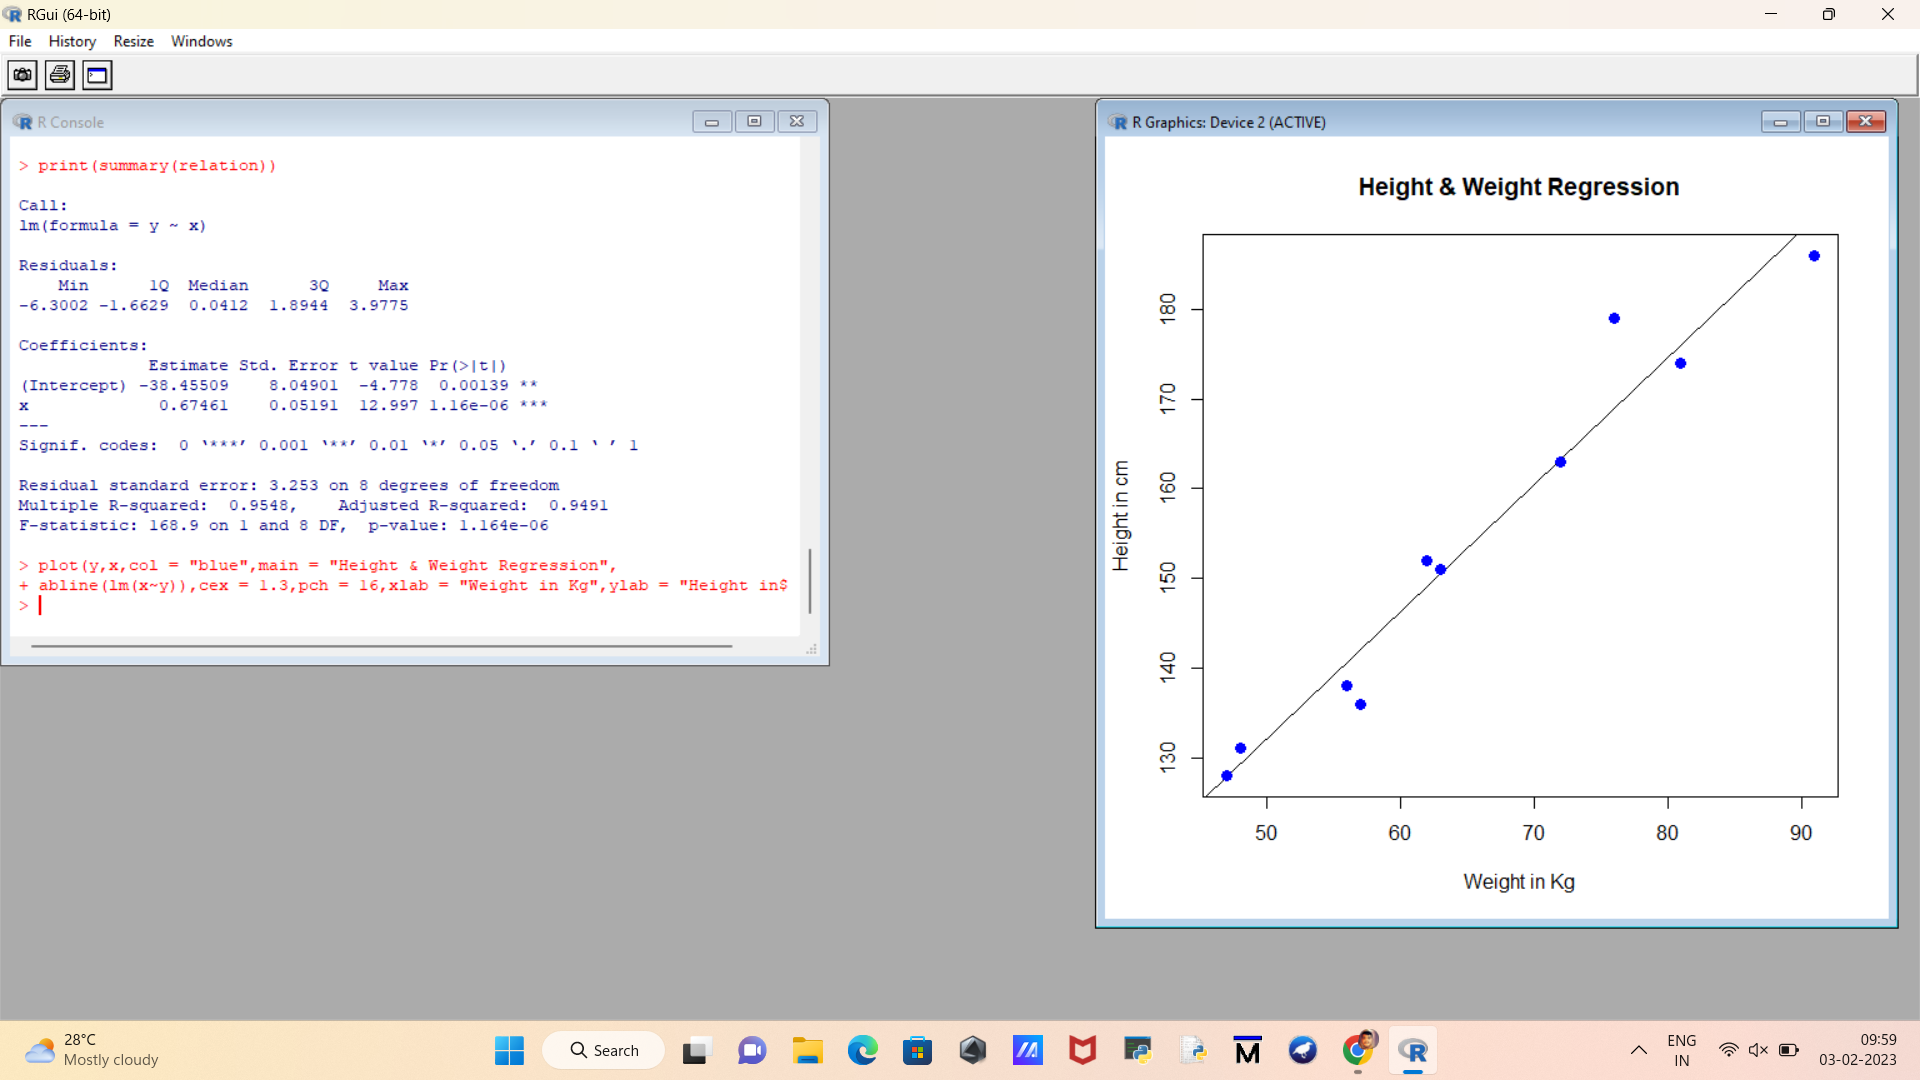 RGui (64-bit)
File History Resize Windows
R Console
> print(summary(relation))
Call:
lm(formula = y ~ x)
Residuals:
Min 1Q Median 3Q Max
-6.3002 -1.6629 0.0412 1.8944 3.9775
Coefficients:
Estimate Std. Error t value Pr(>|t|)
(Intercept) -38.45509 8.04901 -4.778 0.00139 **
x 0.67461 0.05191 12.997 1.16e-06 ***
---
Signif. codes: 0 ‘***’ 0.001 ‘**’ 0.01 ‘*’ 0.05 ‘.’ 0.1 ‘ ’ 1
Residual standard error: 3.253 on 8 degrees of freedom
Multiple R-squared: 0.9548, Adjusted R-squared: 0.9491
F-statistic: 168.9 on 1 and 8 DF, p-value: 1.164e-06
> plot(y,x,col = "blue",main = "Height & Weight Regression",
+ abline(lm(x~y)),cex = 1.3,pch = 16,xlab = "Weight in Kg",ylab = "Height in$
>
R Graphics: Device 2 (ACTIVE)
Height & Weight Regression
Height in cm
180
170
160
150
140
130
50 60 70 80 90
Weight in Kg
28°C
Mostly cloudy
Search
ENG
IN
09:59
03-02-2023